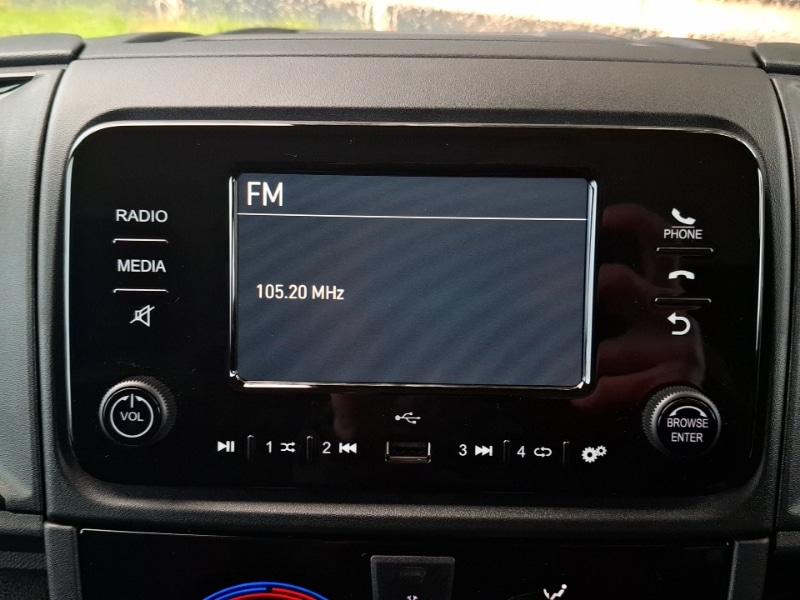 FM
105.20 MHz
RADIO
MEDIA
VOL
PHONE
BROWSE
ENTER
1
2
3
4